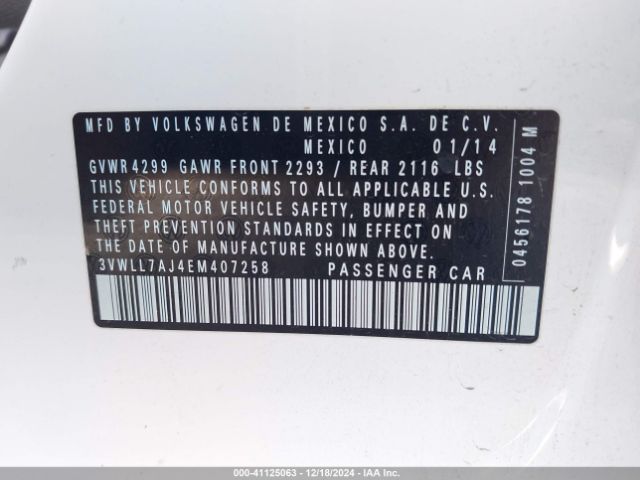 MFD BY VOLKSWAGEN DE MEXICO S.A. DE C.V.
MEXICO 01/14
GVWR 4299 GAWR FRONT 2293 / REAR 2116 LBS
THIS VEHICLE CONFORMS TO ALL APPLICABLE U.S.
FEDERAL MOTOR VEHICLE SAFETY, BUMPER AND
THEFT PREVENTION STANDARDS IN EFFECT ON
THE DATE OF MANUFACTURE SHOWN ABOVE.
3VWLL7AJ4EM407258 PASSENGER CAR
0456178 1004 M
000-41125063 - 12/18/2024 - IAA Inc.